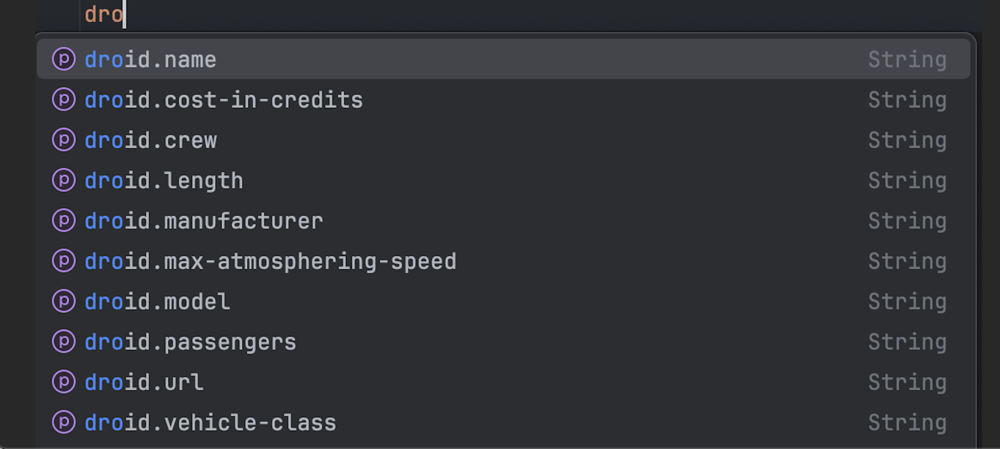 dro
p droid.name String
p droid.cost-in-credits String
p droid.crew String
p droid.length String
p droid.manufacturer String
p droid.max-atmosphering-speed String
p droid.model String
p droid.passengers String
p droid.url String
p droid.vehicle-class String